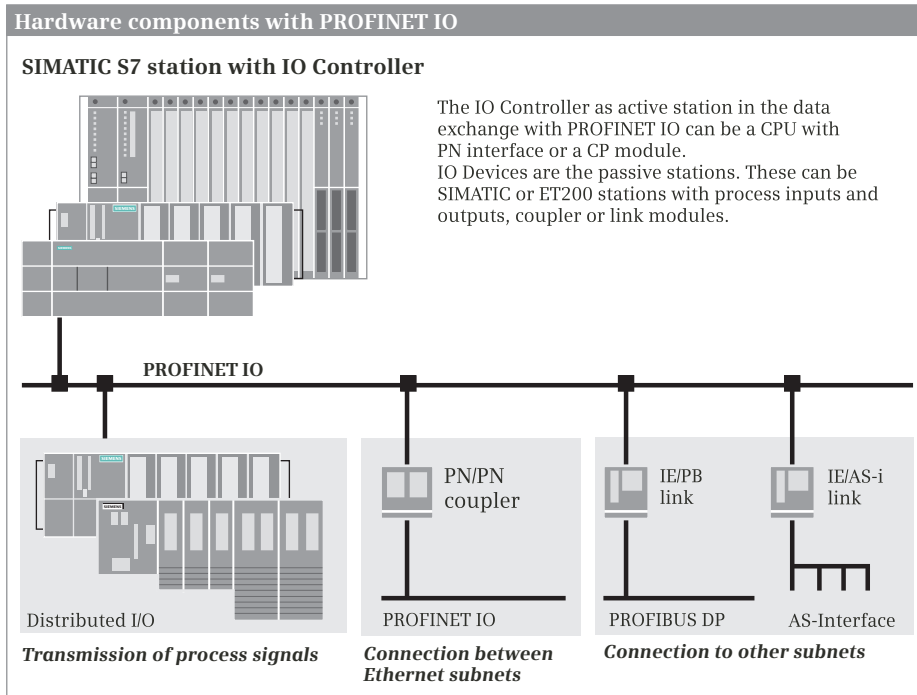 Hardware components with PROFINET IO
SIMATIC S7 station with IO Controller
The IO Controller as active station in the data
exchange with PROFINET IO can be a CPU with
PN interface or a CP module.
IO Devices are the passive stations. These can be
SIMATIC or ET200 stations with process inputs and
outputs, coupler or link modules.
SIEMENS
SIEMENS
PROFINET IO
SIEMENS
SIEMENS
Distributed I/O
Transmission of process signals
PN/PN
coupler
PROFINET IO
Connection between
Ethernet subnets
IE/PB
link
PROFIBUS DP
IE/AS-i
link
AS-Interface
Connection to other subnets